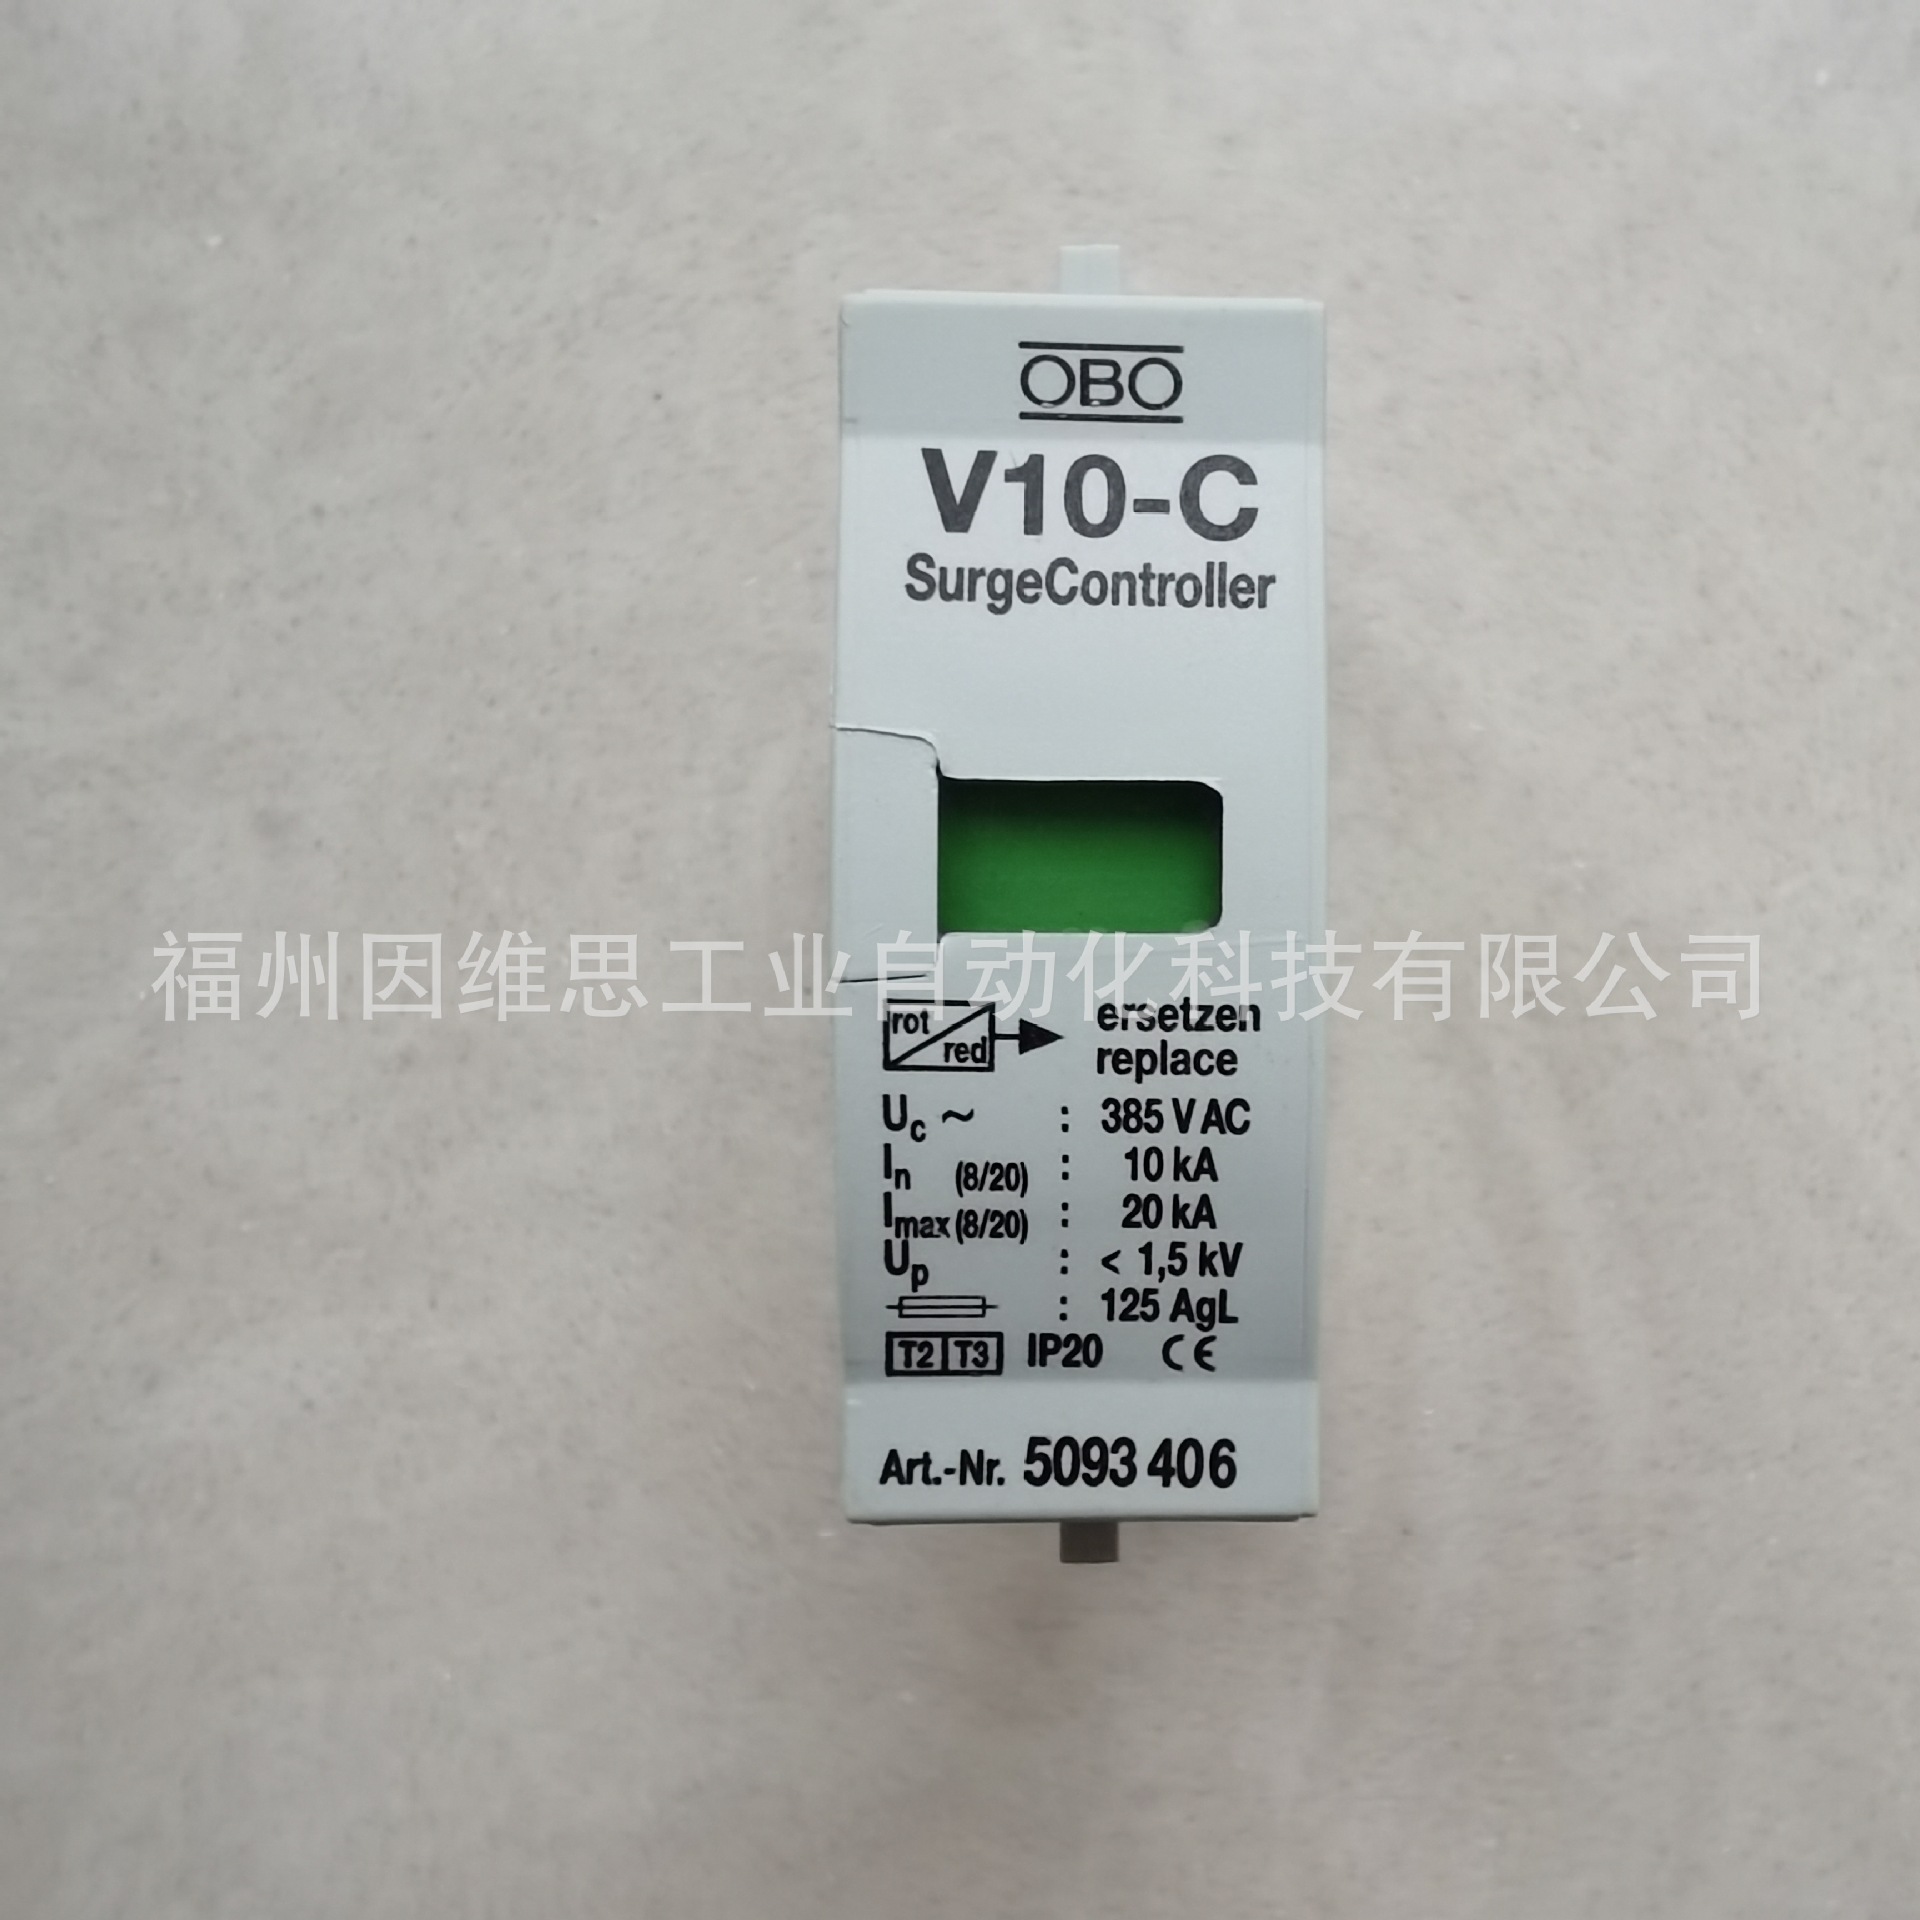 OBO
V10-C
SurgeController
福州因维思工业自动化科技有限公司
rot ersetzen
red replace
Uc ~ : 385 V AC
In (8/20) : 10 kA
Imax (8/20) : 20 kA
Up : < 1,5 kV
: 125 AgL
T2 T3 IP20 CE
Art.-Nr. 5093 406